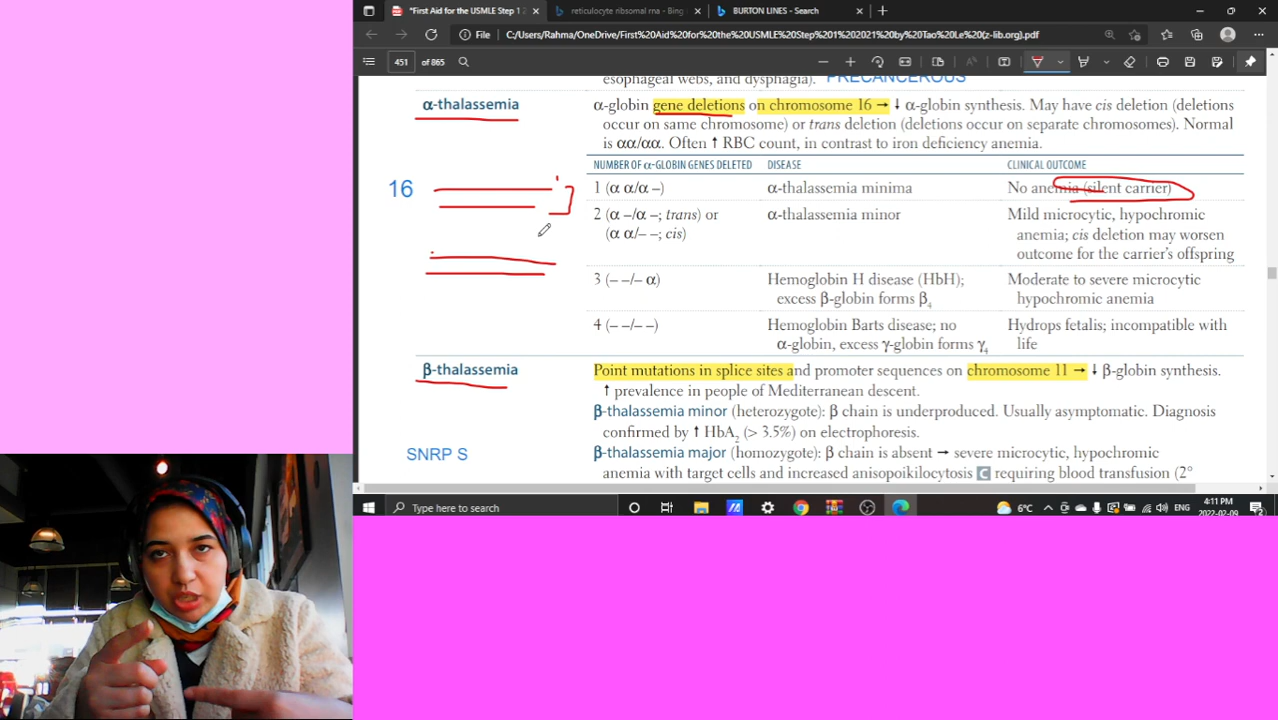 "First Aid for the USMLE Step 1 2
reticulocyte ribosomal rna - Bing
BURTON LINES - Search
File
C:/Users/Rahma/OneDrive/First%20Aid%20for%20the%20USMLE%20Step%201%202021%20by%20Tao%20Le%20(z-lib.org).pdf
451 of 865
esophageal webs, and dysphagia). PRECANCEROUS
α-thalassemia
α-globin gene deletions on chromosome 16 → ↓ α-globin synthesis. May have cis deletion (deletions
occur on same chromosome) or trans deletion (deletions occur on separate chromosomes). Normal
is αα/αα. Often ↑ RBC count, in contrast to iron deficiency anemia.
NUMBER OF α-GLOBIN GENES DELETED DISEASE CLINICAL OUTCOME
16
1 (α α/α –) α-thalassemia minima No anemia (silent carrier)
2 (α –/α –; trans) or α-thalassemia minor Mild microcytic, hypochromic
(α α/– –; cis) anemia; cis deletion may worsen
outcome for the carrier's offspring
3 (– –/– α) Hemoglobin H disease (HbH); Moderate to severe microcytic
excess β-globin forms β4 hypochromic anemia
4 (– –/– –) Hemoglobin Barts disease; no Hydrops fetalis; incompatible with
α-globin, excess γ-globin forms γ4 life
β-thalassemia
Point mutations in splice sites and promoter sequences on chromosome 11 → ↓ β-globin synthesis.
↑ prevalence in people of Mediterranean descent.
β-thalassemia minor (heterozygote): β chain is underproduced. Usually asymptomatic. Diagnosis
confirmed by ↑ HbA2 (> 3.5%) on electrophoresis.
SNRP S
β-thalassemia major (homozygote): β chain is absent → severe microcytic, hypochromic
anemia with target cells and increased anisopoikilocytosis C requiring blood transfusion (2°
Type here to search
6°C
ENG
4:11 PM
2022-02-09